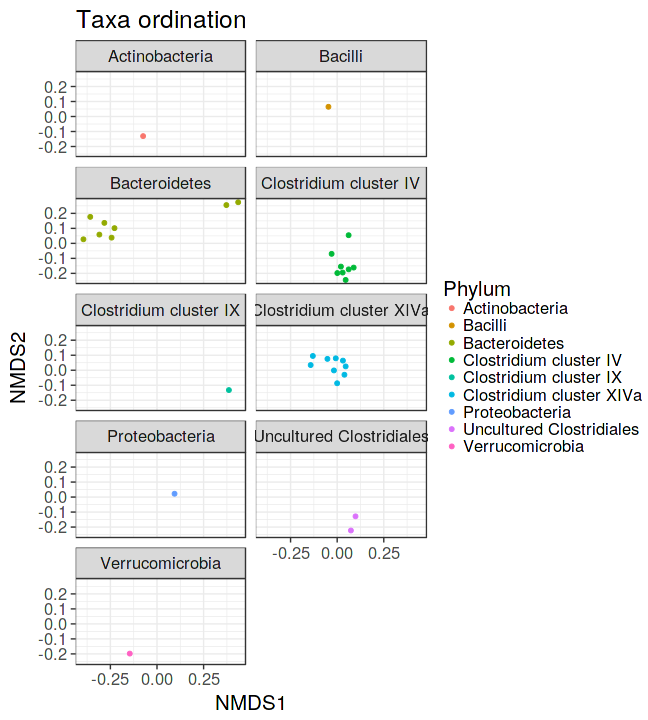 Taxa ordination
Actinobacteria
Bacilli
0.2
0.1
0.0
-0.1
-0.2
Bacteroidetes
Clostridium cluster IV
0.2
0.1
0.0
-0.1
-0.2
Clostridium cluster IX
Clostridium cluster XIVa
0.2
0.1
0.0
-0.1
-0.2
Proteobacteria
Uncultured Clostridiales
0.2
0.1
0.0
-0.1
-0.2
-0.25 0.00 0.25
Verrucomicrobia
0.2
0.1
0.0
-0.1
-0.2
-0.25 0.00 0.25
NMDS1
NMDS2
Phylum
Actinobacteria
Bacilli
Bacteroidetes
Clostridium cluster IV
Clostridium cluster IX
Clostridium cluster XIVa
Proteobacteria
Uncultured Clostridiales
Verrucomicrobia